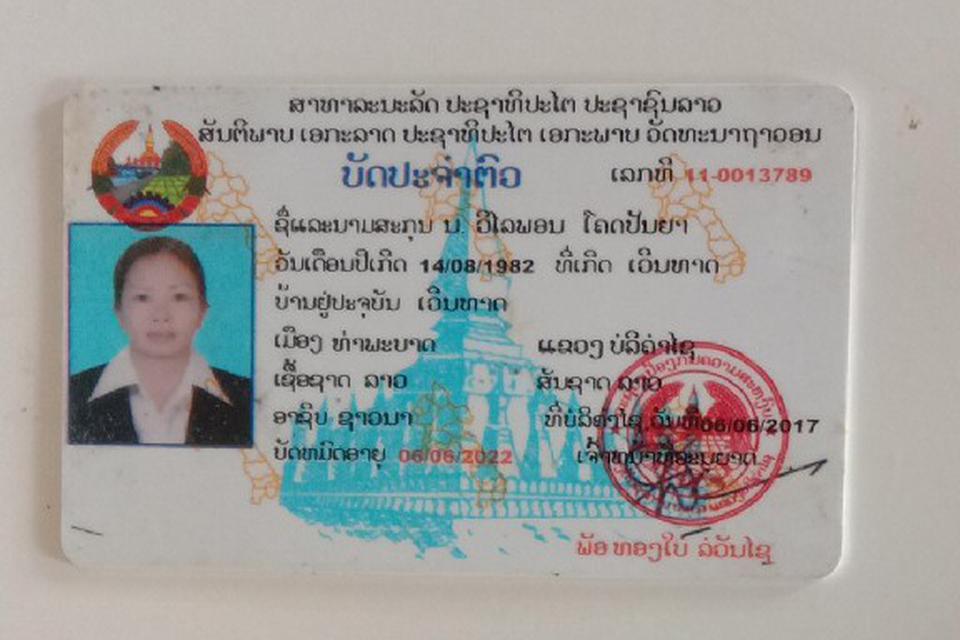 ສາທາລະນະລັດ ປະຊາທິປະໄຕ ປະຊາຊົນລາວ
ສັນຕິພາບ ເອກະລາດ ປະຊາທິປະໄຕ ເອກະພາບ ວັດທະນາຖາວອນ
ບັດປະຈຳຕົວ ເລກທີ 11-0013789
ຊື່ແລະນາມສະກຸນ ນ. ວິໄລພອນ ໂຄດປັນຍາ
ວັນເດືອນປີເກີດ 14/08/1982 ທີ່ເກີດ ເວີນທາດ
ບ້ານຢູ່ປະຈຸບັນ ເວີນທາດ
ເມືອງ ທ່າພະບາດ ແຂວງ ບໍລິຄຳໄຊ
ເຊື້ອຊາດ ລາວ ສັນຊາດ ລາວ
ອາຊີບ ຊາວນາ ທີ່ບໍລິຄຳໄຊ ວັນທີ 06/06/2017
ບັດຫມົດອາຍຸ 06/06/2022 ເຈົ້າຫນ້າທີ່ອະນຸຍາດ
ພັອ ທອງໃບ ລໍວັນໄຊ